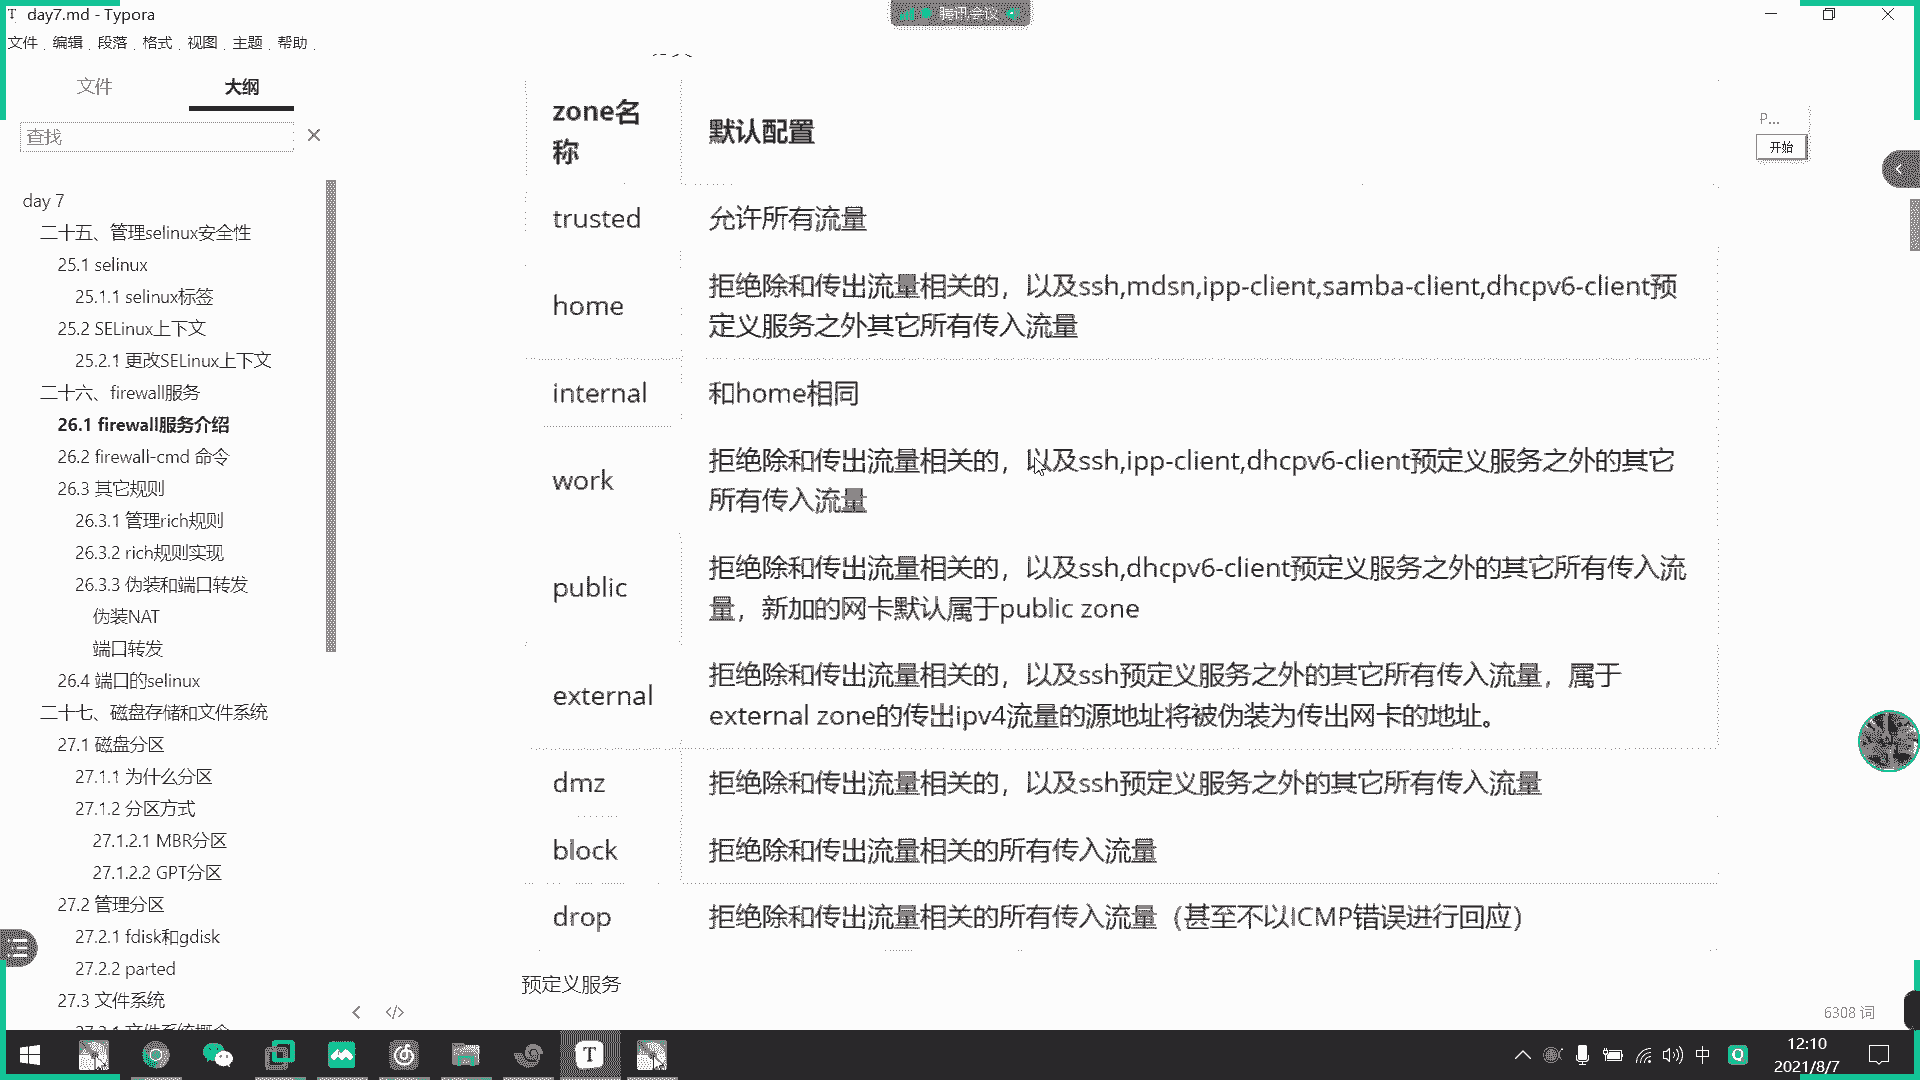 day7.md - Typora
腾讯会议
文件 编辑 段落 格式 视图 主题 帮助
文件 大纲
查找
day 7
二十五、管理selinux安全性
25.1 selinux
25.1.1 selinux标签
25.2 SELinux上下文
25.2.1 更改SELinux上下文
二十六、firewall服务
26.1 firewall服务介绍
26.2 firewall-cmd 命令
26.3 其它规则
26.3.1 管理rich规则
26.3.2 rich规则实现
26.3.3 伪装和端口转发
伪装NAT
端口转发
26.4 端口的selinux
二十七、磁盘存储和文件系统
27.1 磁盘分区
27.1.1 为什么分区
27.1.2 分区方式
27.1.2.1 MBR分区
27.1.2.2 GPT分区
27.2 管理分区
27.2.1 fdisk和gdisk
27.2.2 parted
27.3 文件系统
zone名
称
默认配置
trusted
允许所有流量
home
拒绝除和传出流量相关的，以及ssh,mdsn,ipp-client,samba-client,dhcpv6-client预
定义服务之外其它所有传入流量
internal
和home相同
work
拒绝除和传出流量相关的，以及ssh,ipp-client,dhcpv6-client预定义服务之外的其它
所有传入流量
public
拒绝除和传出流量相关的，以及ssh,dhcpv6-client预定义服务之外的其它所有传入流
量，新加的网卡默认属于public zone
external
拒绝除和传出流量相关的，以及ssh预定义服务之外的其它所有传入流量，属于
external zone的传出ipv4流量的源地址将被伪装为传出网卡的地址。
dmz
拒绝除和传出流量相关的，以及ssh预定义服务之外的其它所有传入流量
block
拒绝除和传出流量相关的所有传入流量
drop
拒绝除和传出流量相关的所有传入流量（甚至不以ICMP错误进行回应）
预定义服务
P...
开始
6308 词
中
12:10
2021/8/7